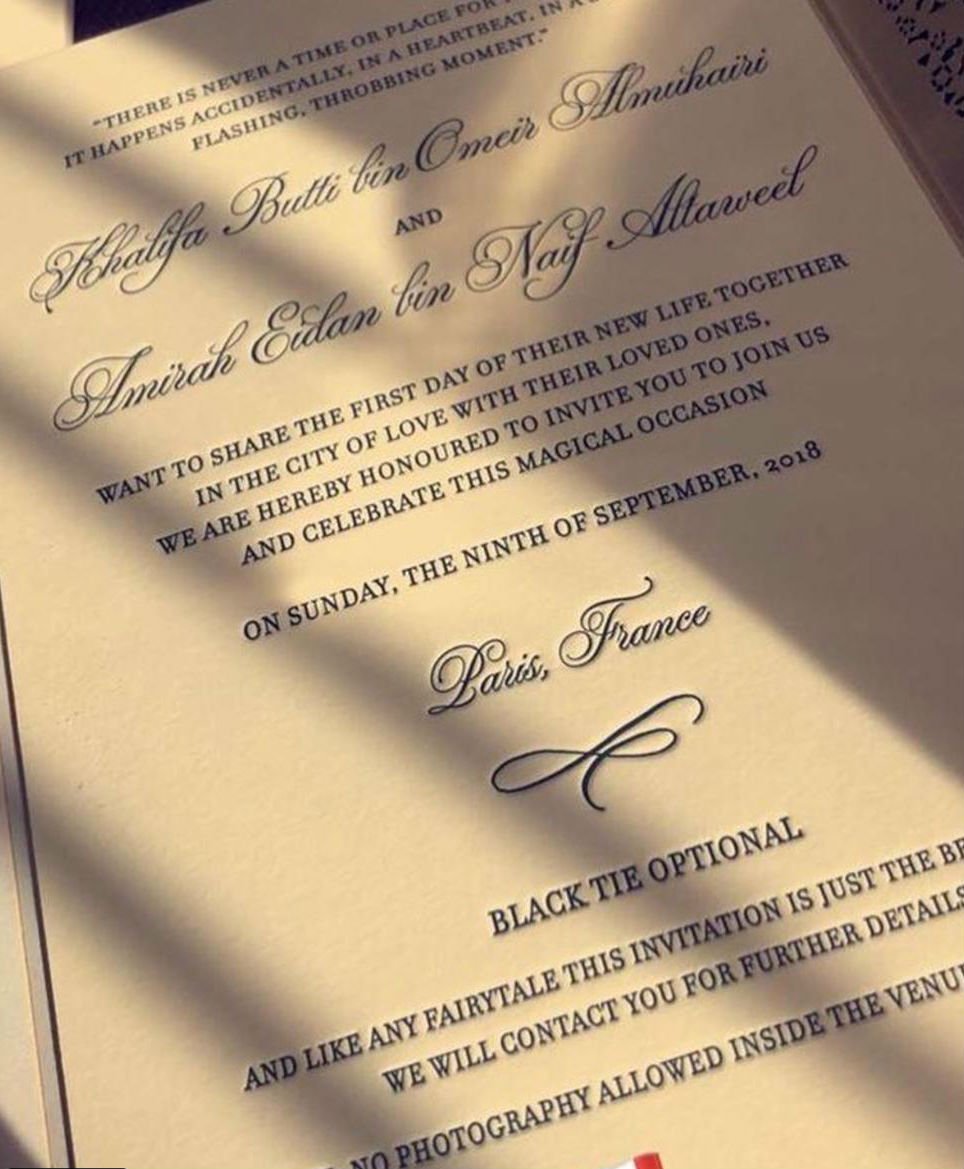 "THERE IS NEVER A TIME OR PLACE FOR
IT HAPPENS ACCIDENTALLY, IN A HEARTBEAT, IN A
FLASHING, THROBBING MOMENT."
Khalifa Butti bin Omeir Almuhairi
AND
Amirah Eidan bin Naif Altaweel
WANT TO SHARE THE FIRST DAY OF THEIR NEW LIFE TOGETHER
IN THE CITY OF LOVE WITH THEIR LOVED ONES,
WE ARE HEREBY HONOURED TO INVITE YOU TO JOIN US
AND CELEBRATE THIS MAGICAL OCCASION
ON SUNDAY, THE NINTH OF SEPTEMBER, 2018
Paris, France
BLACK TIE OPTIONAL
AND LIKE ANY FAIRYTALE THIS INVITATION IS JUST THE BE
WE WILL CONTACT YOU FOR FURTHER DETAILS
NO PHOTOGRAPHY ALLOWED INSIDE THE VENU